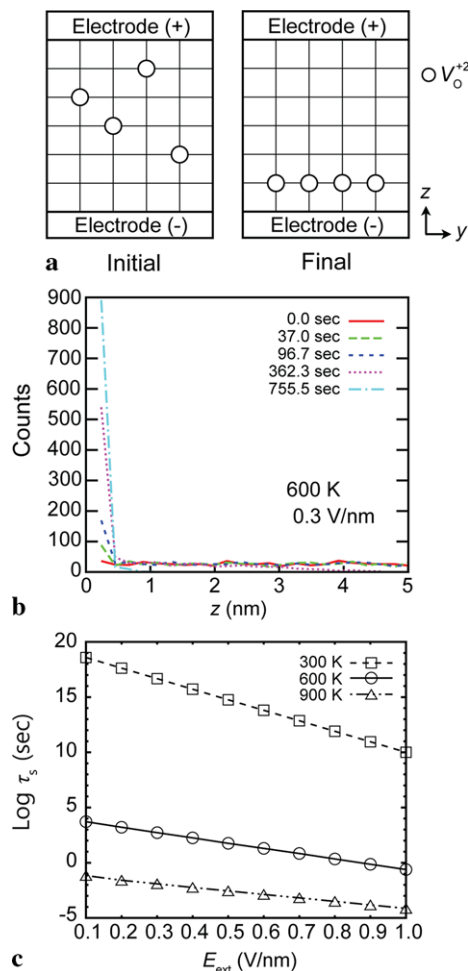 Electrode (+) Electrode (+)
V_O^{+2}
z
y
Electrode (-) Electrode (-)
a Initial Final
900
800
700
600
500
400
300
200
100
0
Counts
0.0 sec
37.0 sec
96.7 sec
362.3 sec
755.5 sec
600 K
0.3 V/nm
0 1 2 3 4 5
b z (nm)
20
15
10
5
0
-5
Log τ_s (sec)
300 K
600 K
900 K
0.1 0.2 0.3 0.4 0.5 0.6 0.7 0.8 0.9 1.0
c E_ext (V/nm)